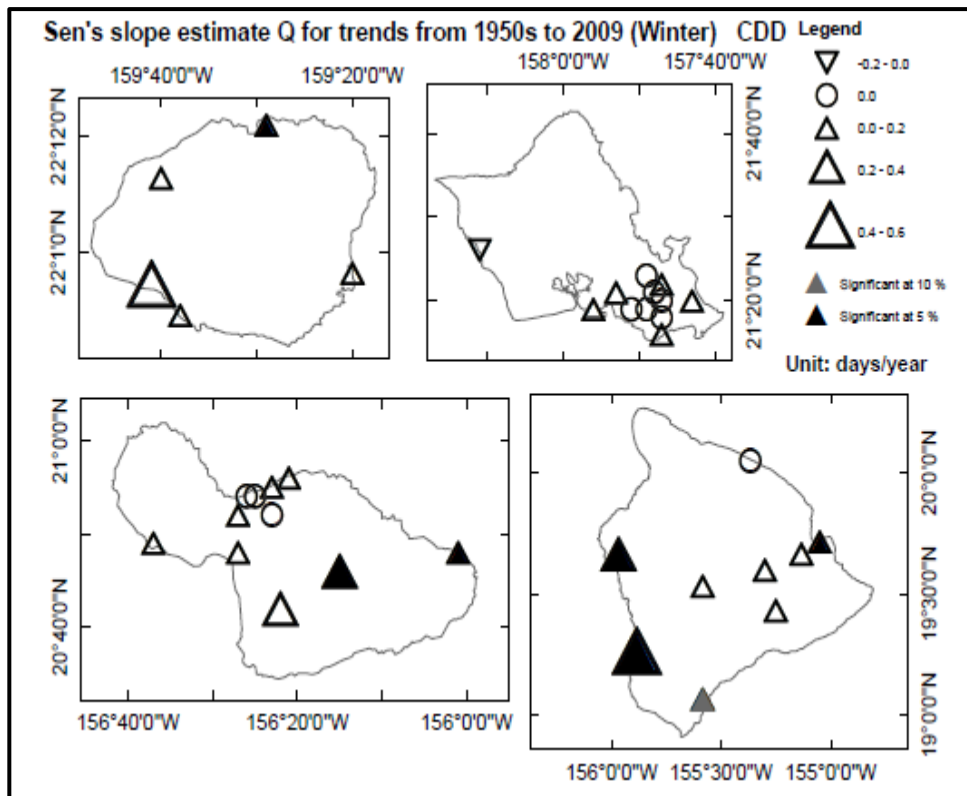 Sen's slope estimate Q for trends from 1950s to 2009 (Winter) CDD
Legend
-0.2 - 0.0
0.0
0.0 - 0.2
0.2 - 0.4
0.4 - 0.6
Significant at 10 %
Significant at 5 %
Unit: days/year
159°40'0"W
159°20'0"W
22°12'0"N
22°1'0"N
158°0'0"W
157°40'0"W
21°40'0"N
21°20'0"N
21°0'0"N
20°40'0"N
156°40'0"W
156°20'0"W
156°0'0"W
20°0'0"N
19°30'0"N
19°0'0"N
156°0'0"W
155°30'0"W
155°0'0"W